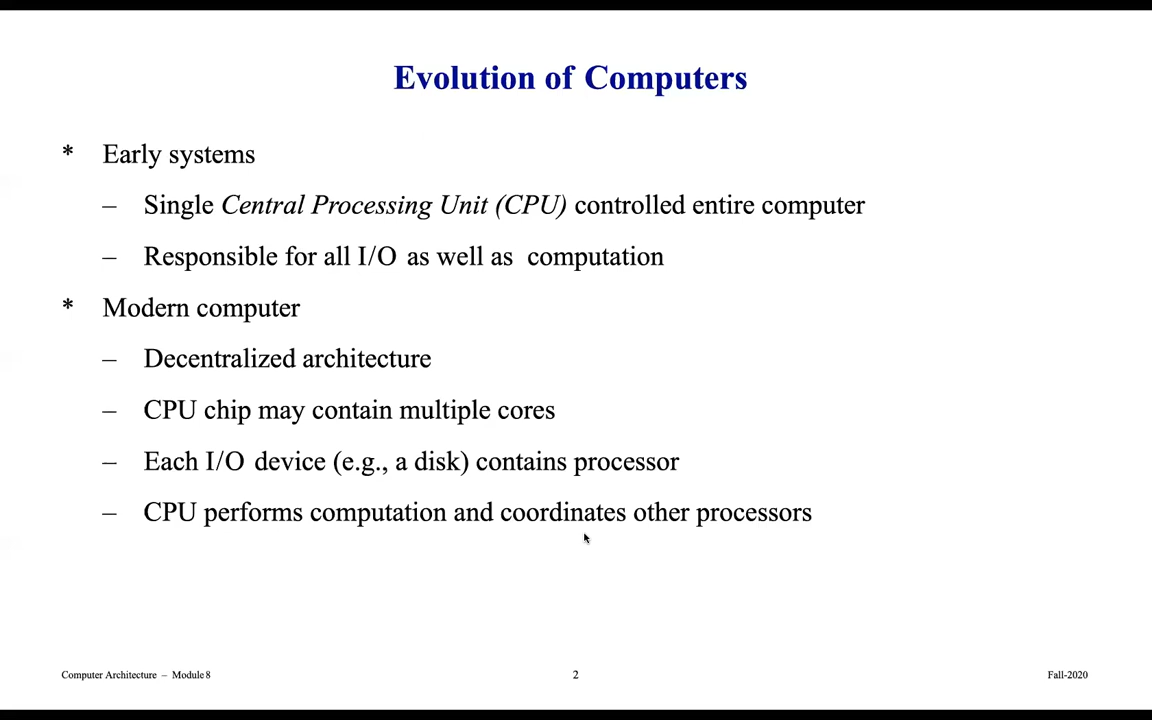 Evolution of Computers
* Early systems
– Single Central Processing Unit (CPU) controlled entire computer
– Responsible for all I/O as well as computation
* Modern computer
– Decentralized architecture
– CPU chip may contain multiple cores
– Each I/O device (e.g., a disk) contains processor
– CPU performs computation and coordinates other processors
Computer Architecture – Module 8 2 Fall-2020